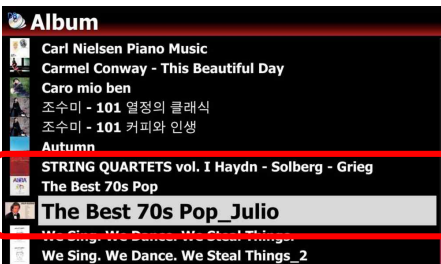 Album
Carl Nielsen Piano Music
Carmel Conway - This Beautiful Day
Caro mio ben
조수미 - 101 열정의 클래식
조수미 - 101 커피와 인생
Autumn
STRING QUARTETS vol. I Haydn - Solberg - Grieg
The Best 70s Pop
The Best 70s Pop_Julio
We Sing. We Dance. We Steal Things.
We Sing. We Dance. We Steal Things_2